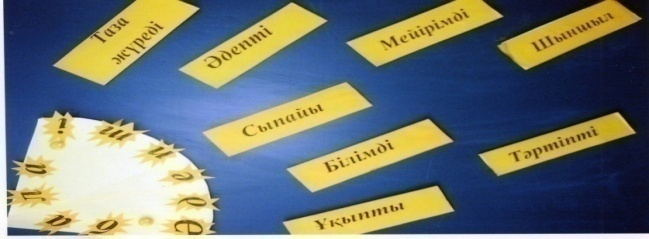 Таза
жүреді
Әдепті
Мейірімді
Шыншыл
Сыпайы
Білімді
Тәртіпті
Ұқыпты